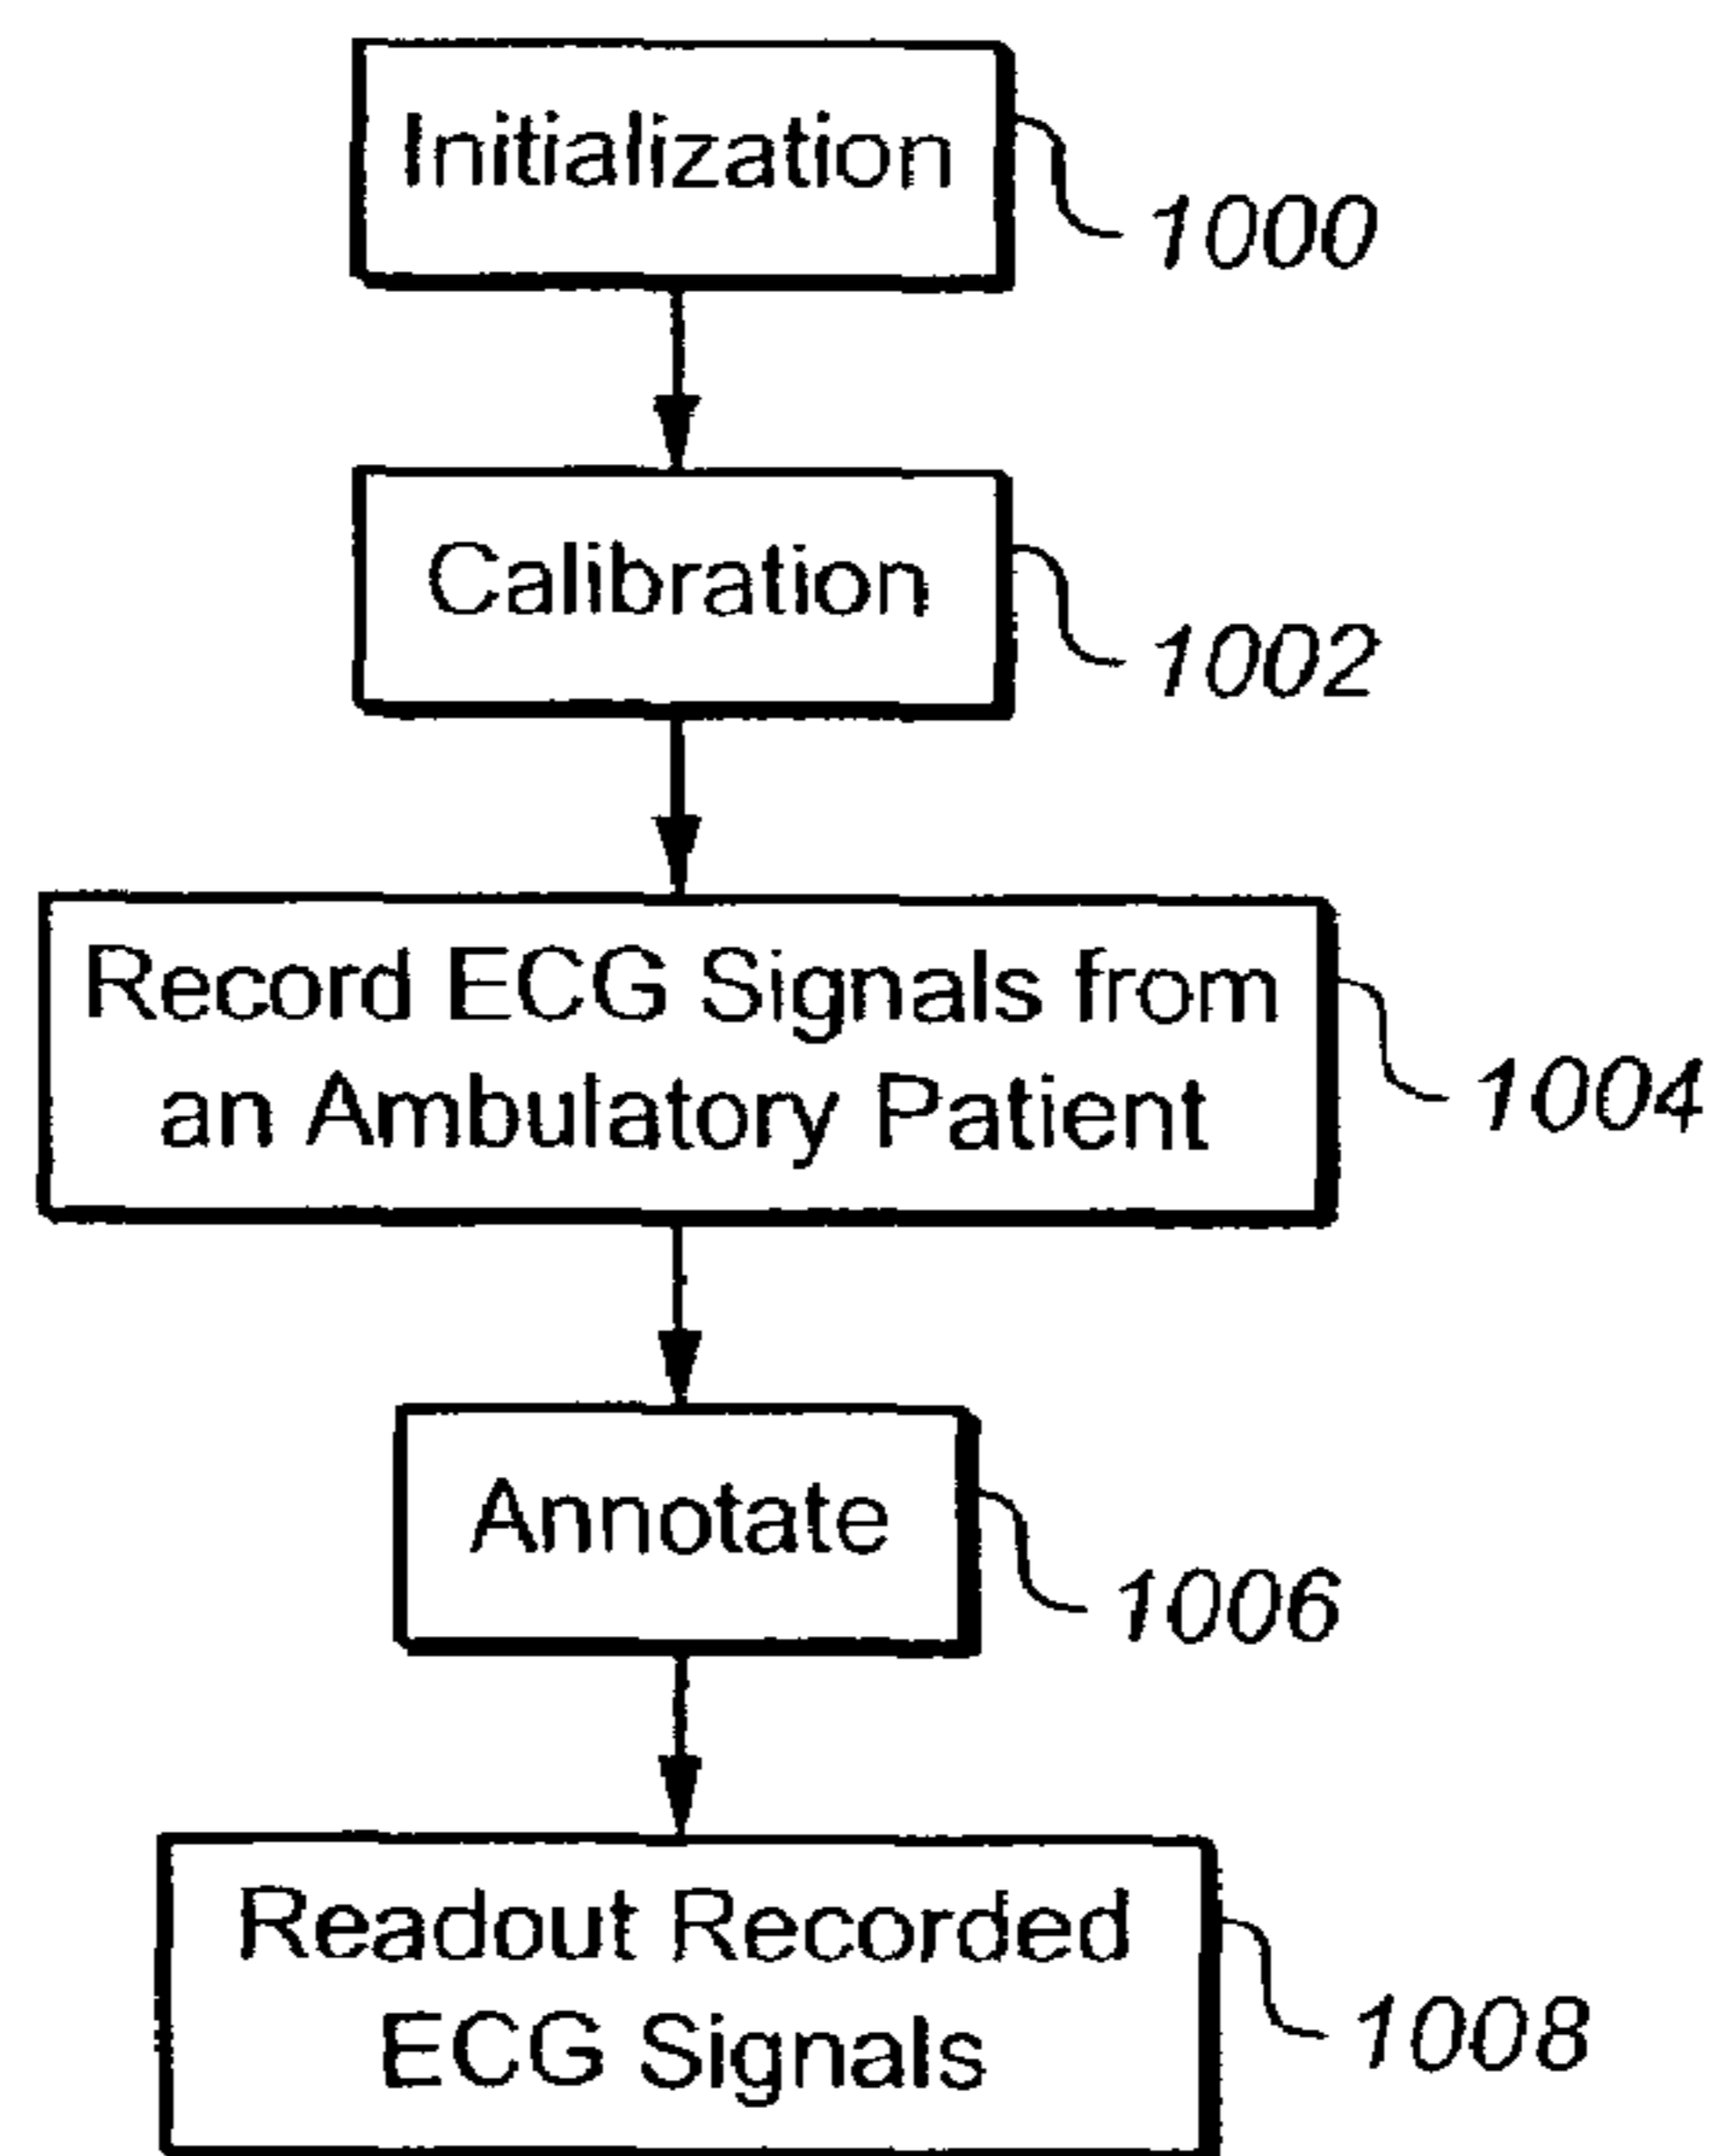 Initialization
1000
Calibration
1002
Record ECG Signals from
an Ambulatory Patient
1004
Annotate
1006
Readout Recorded
ECG Signals
1008